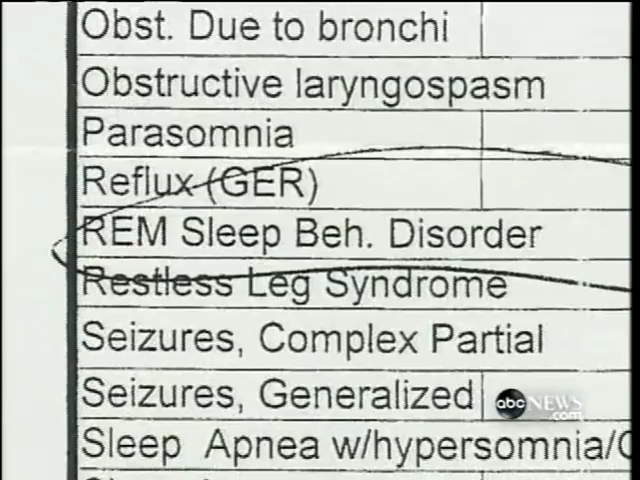 Obst. Due to bronchi
Obstructive laryngospasm
Parasomnia
Reflux (GER)
REM Sleep Beh. Disorder
Restless Leg Syndrome
Seizures, Complex Partial
Seizures, Generalized
abc NEWS
.com
Sleep Apnea w/hypersomnia/